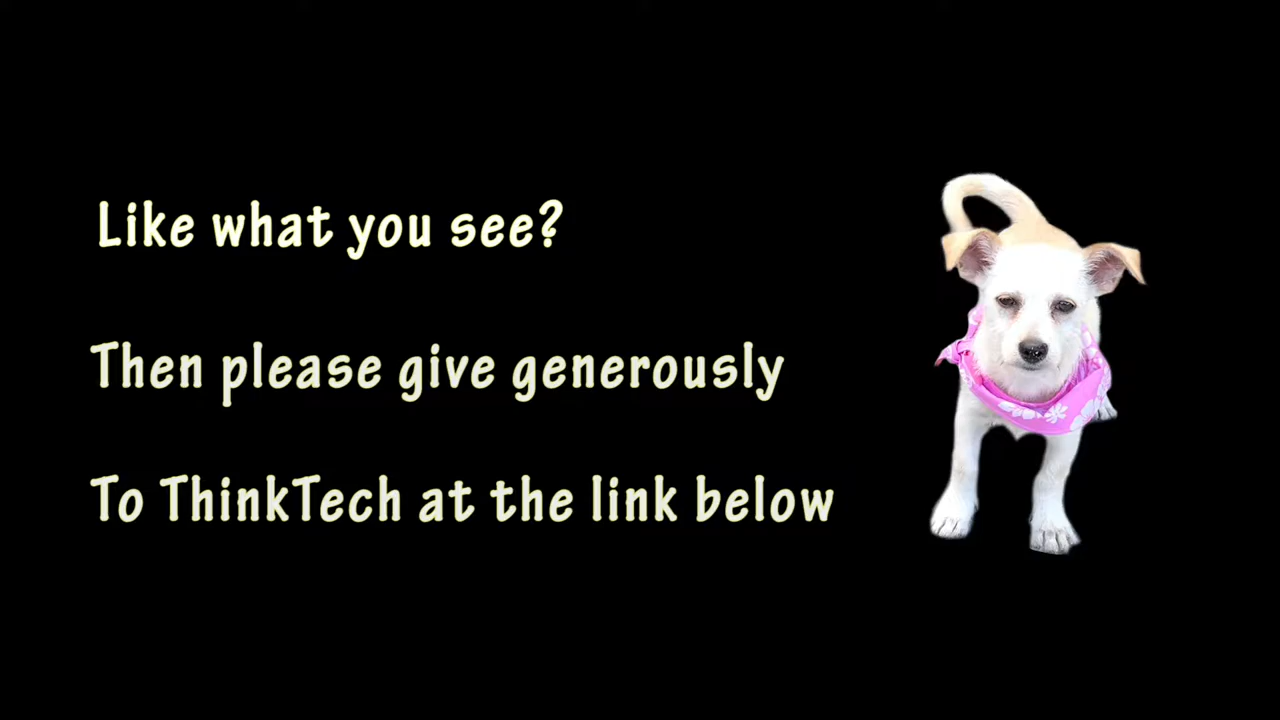 Like what you see?
Then please give generously
To ThinkTech at the link below